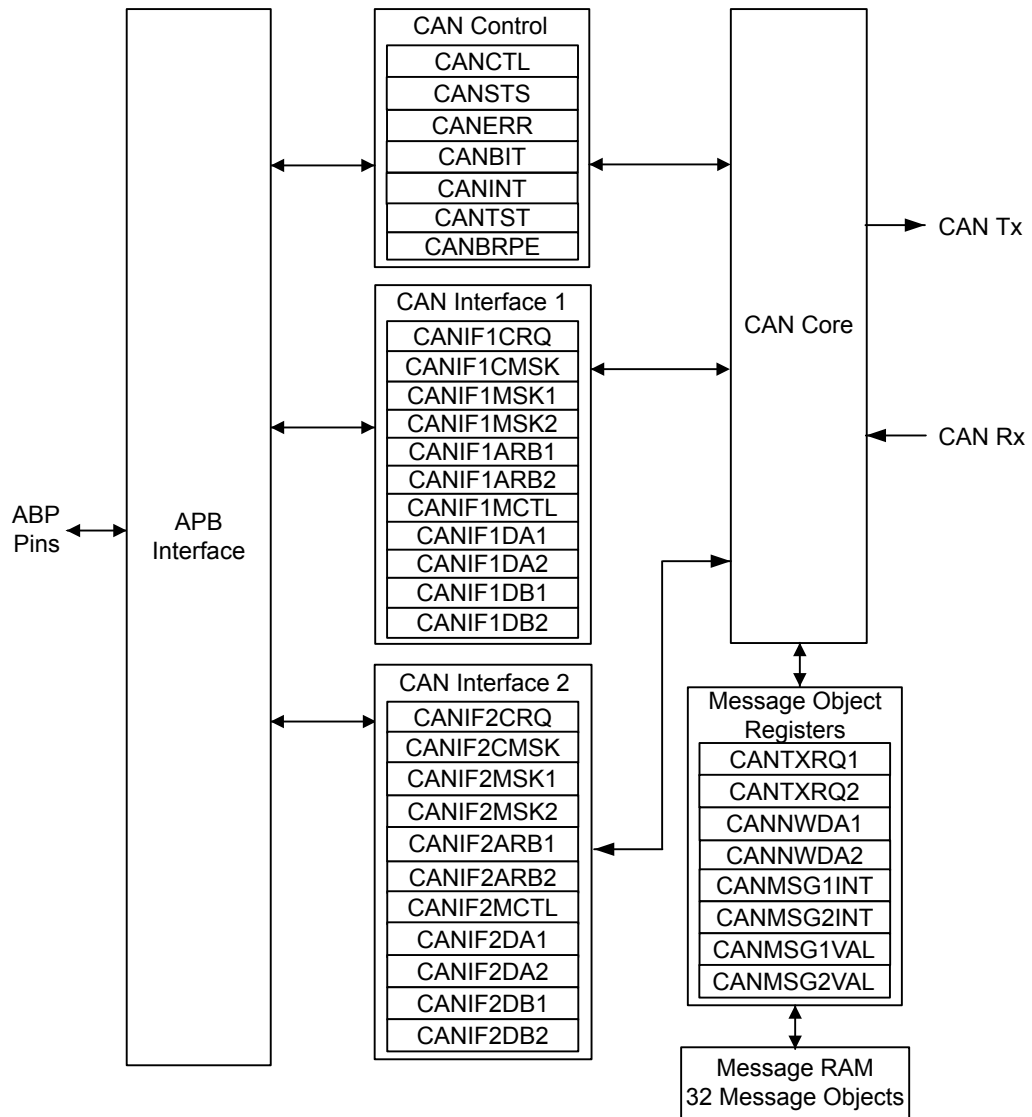 ABP
Pins
APB
Interface
CAN Control
CANCTL
CANSTS
CANERR
CANBIT
CANINT
CANTST
CANBRPE
CAN Interface 1
CANIF1CRQ
CANIF1CMSK
CANIF1MSK1
CANIF1MSK2
CANIF1ARB1
CANIF1ARB2
CANIF1MCTL
CANIF1DA1
CANIF1DA2
CANIF1DB1
CANIF1DB2
CAN Interface 2
CANIF2CRQ
CANIF2CMSK
CANIF2MSK1
CANIF2MSK2
CANIF2ARB1
CANIF2ARB2
CANIF2MCTL
CANIF2DA1
CANIF2DA2
CANIF2DB1
CANIF2DB2
CAN Core
CAN Tx
CAN Rx
Message Object
Registers
CANTXRQ1
CANTXRQ2
CANNWDA1
CANNWDA2
CANMSG1INT
CANMSG2INT
CANMSG1VAL
CANMSG2VAL
Message RAM
32 Message Objects